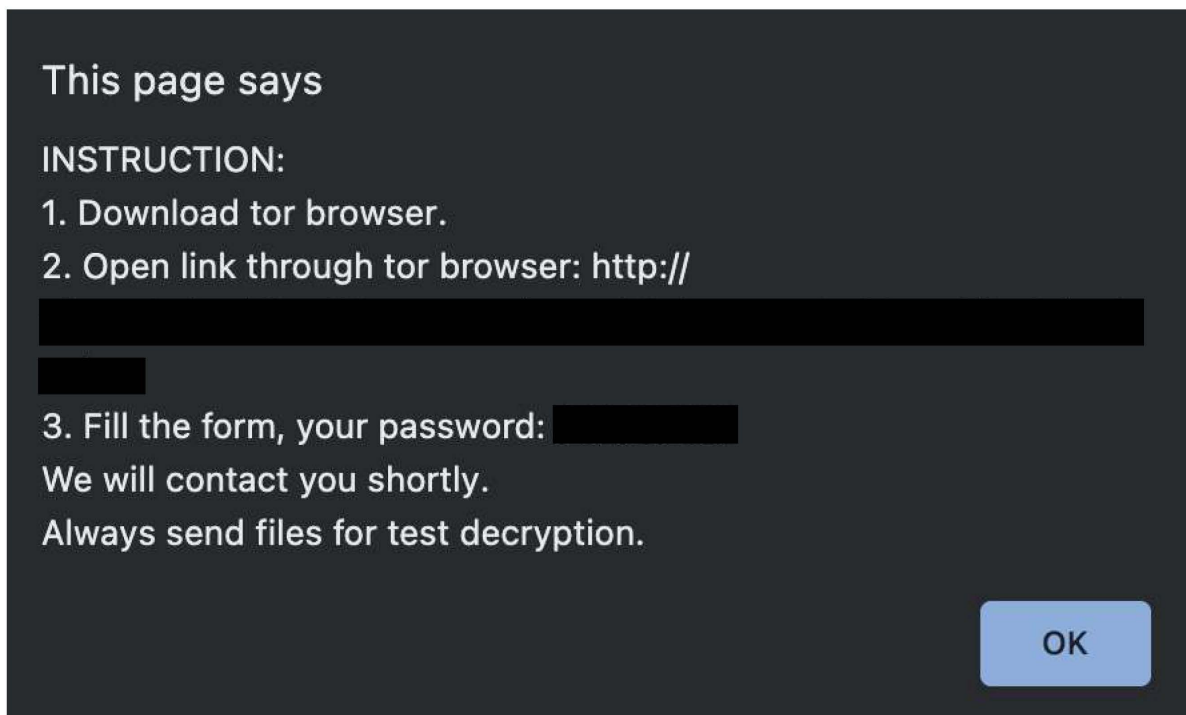 This page says
INSTRUCTION:
1. Download tor browser.
2. Open link through tor browser: http://
3. Fill the form, your password:
We will contact you shortly.
Always send files for test decryption.
OK